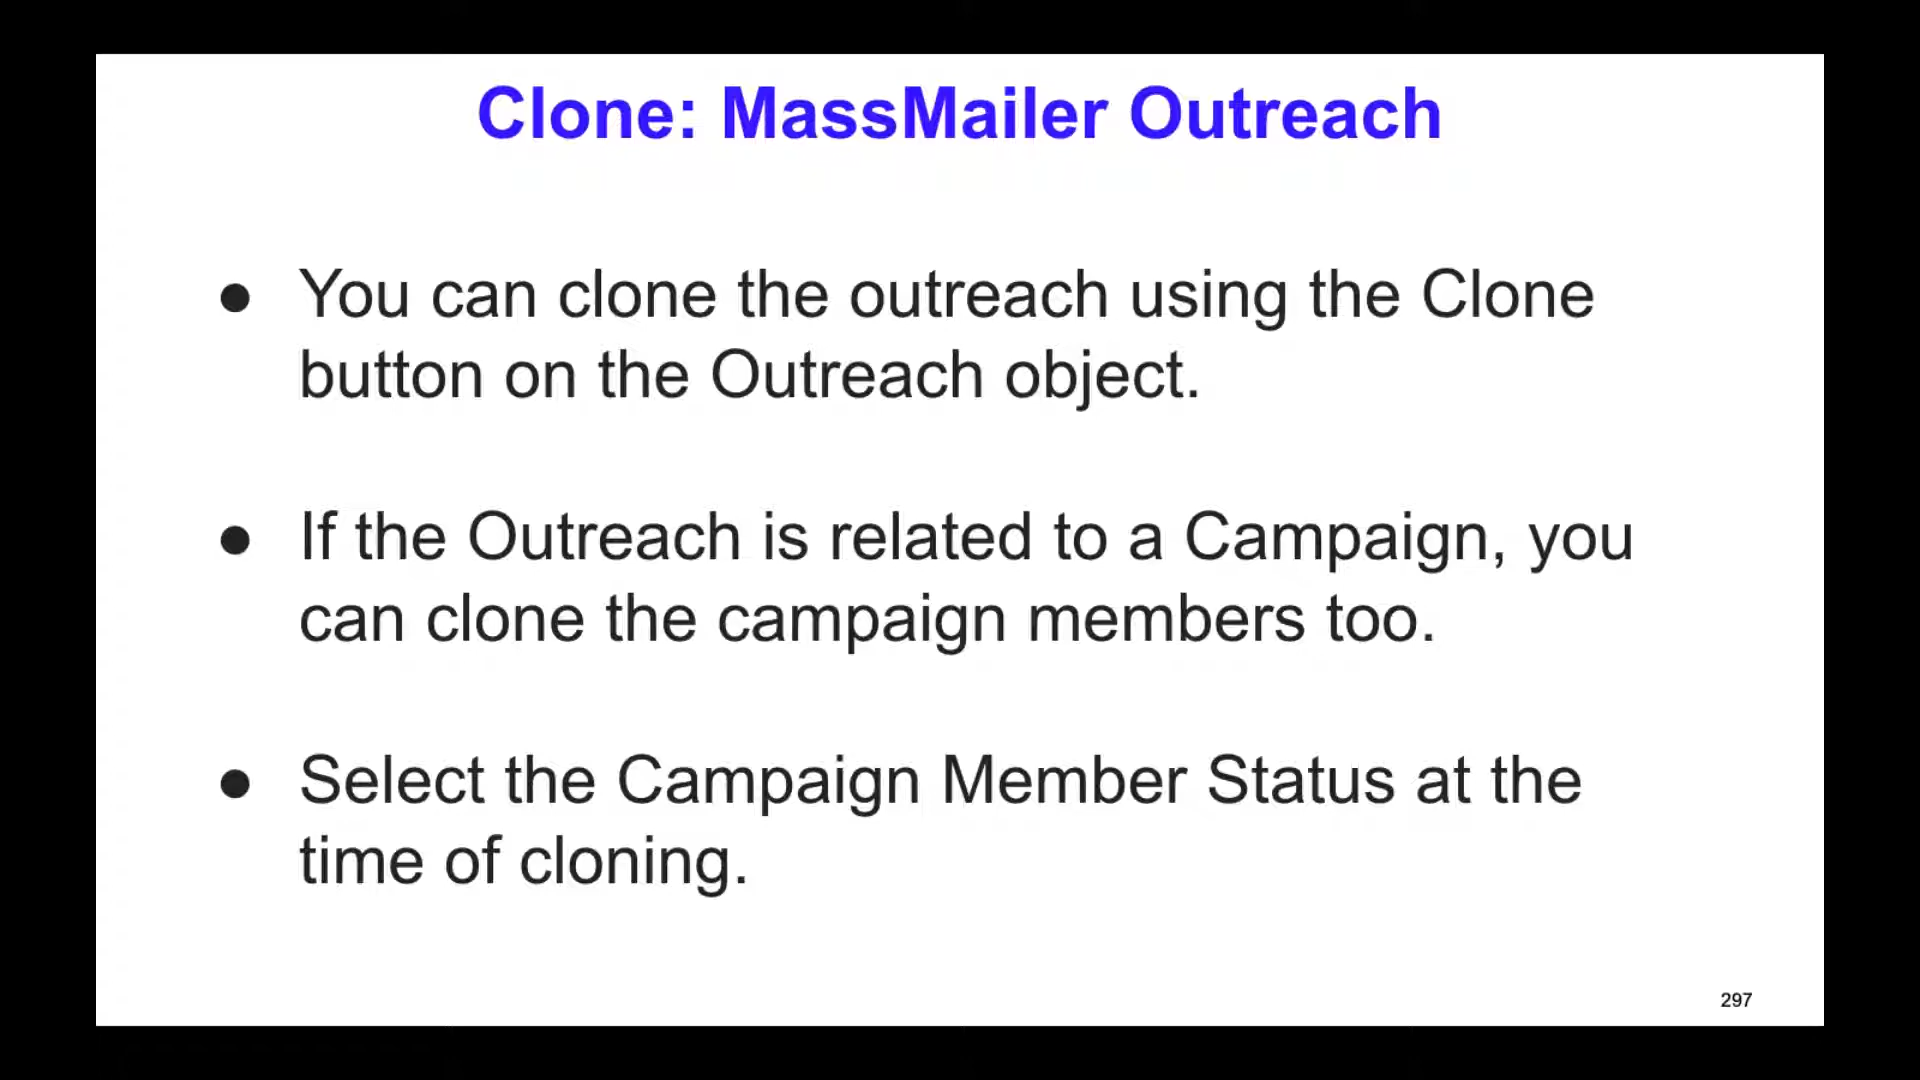 Clone: MassMailer Outreach
● You can clone the outreach using the Clone
button on the Outreach object.
● If the Outreach is related to a Campaign, you
can clone the campaign members too.
● Select the Campaign Member Status at the
time of cloning.
297